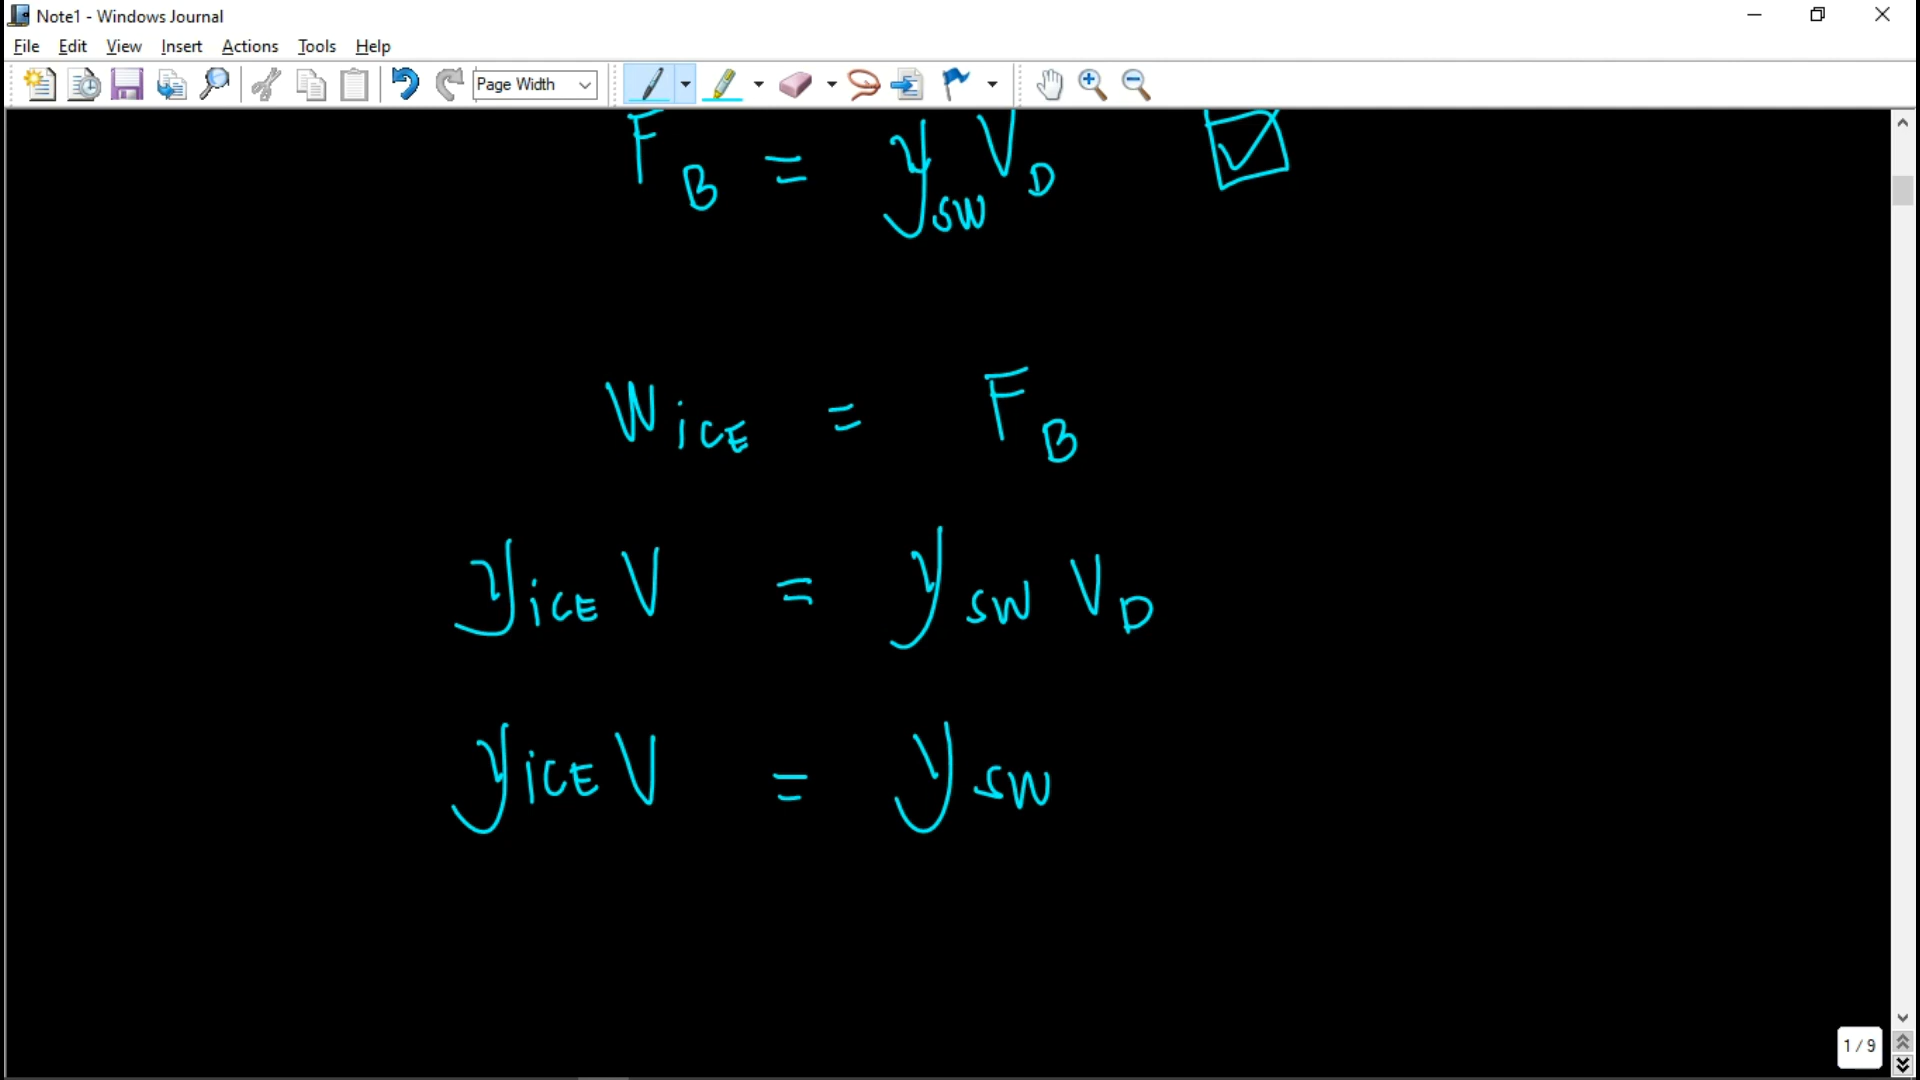 Note1 - Windows Journal
File Edit View Insert Actions Tools Help
Page Width
F_B = γ_SW V_D
W_iCE = F_B
γ_iCE V = γ_SW V_D
γ_iCE V = γ_SW
1 / 9